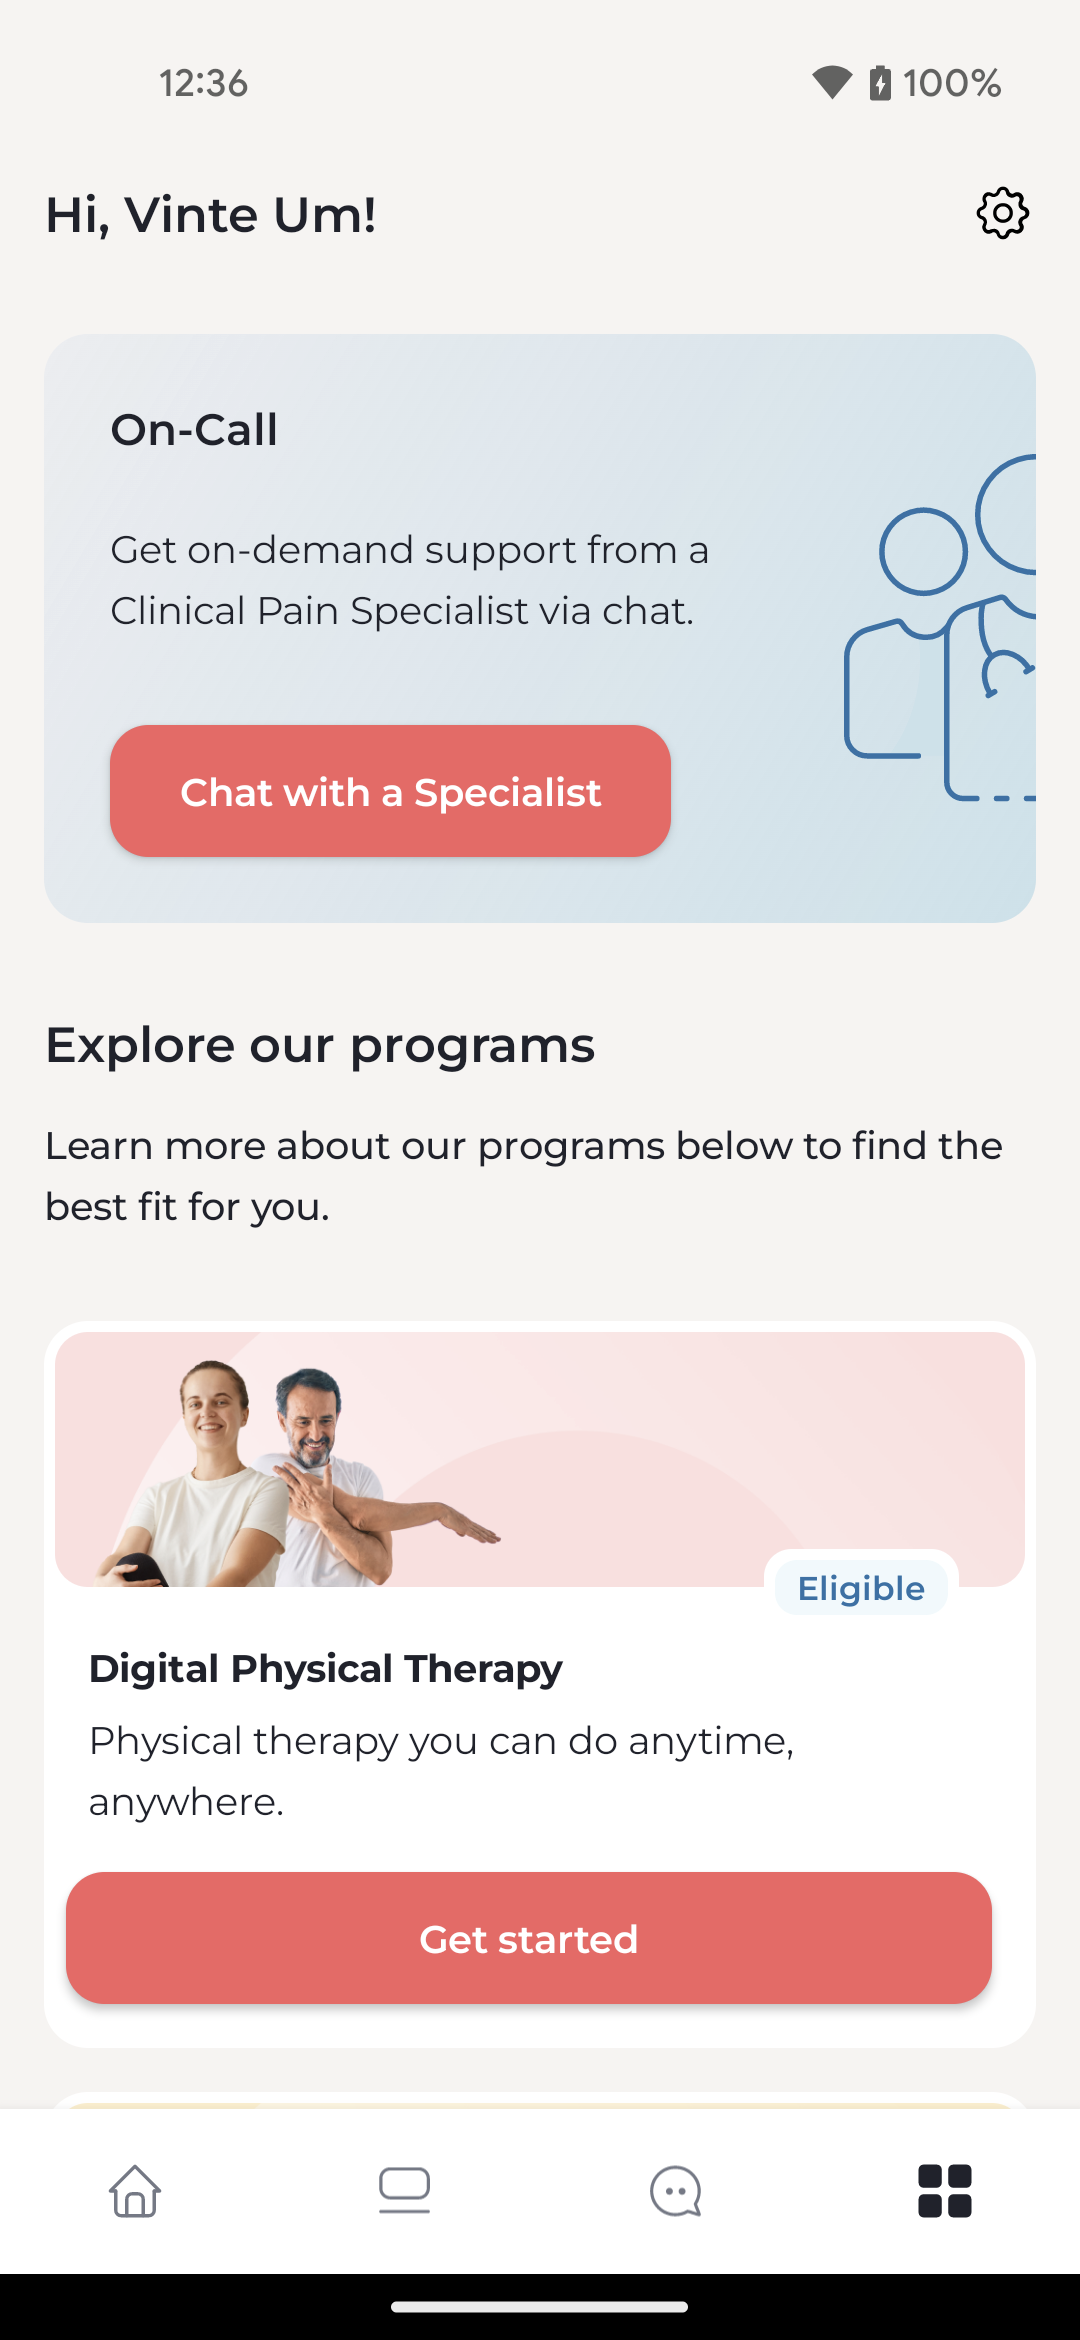 12:36
100%
Hi, Vinte Um!
On-Call
Get on-demand support from a
Clinical Pain Specialist via chat.
Chat with a Specialist
Explore our programs
Learn more about our programs below to find the
best fit for you.
Eligible
Digital Physical Therapy
Physical therapy you can do anytime,
anywhere.
Get started